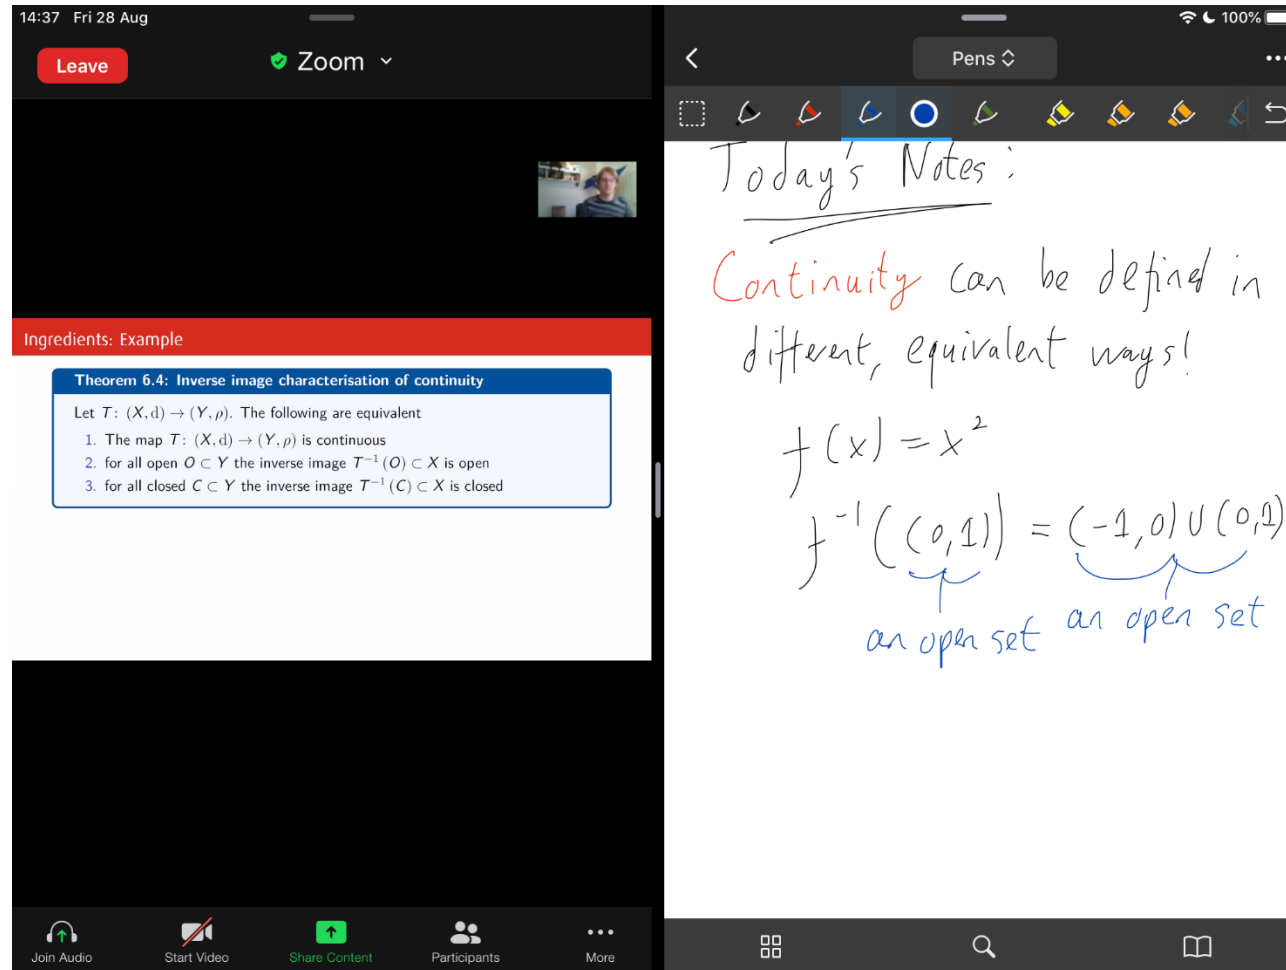 14:37 Fri 28 Aug
Leave
Zoom
Ingredients: Example
Theorem 6.4: Inverse image characterisation of continuity
Let T: (X, d) → (Y, ρ). The following are equivalent
1. The map T: (X, d) → (Y, ρ) is continuous
2. for all open O ⊂ Y the inverse image T⁻¹(O) ⊂ X is open
3. for all closed C ⊂ Y the inverse image T⁻¹(C) ⊂ X is closed
Join Audio
Start Video
Share Content
Participants
More
100%
Pens
Today's Notes:
Continuity can be defined in
different, equivalent ways!
f(x) = x²
f⁻¹((0,1)) = (-1,0) ∪ (0,1)
an open set an open set